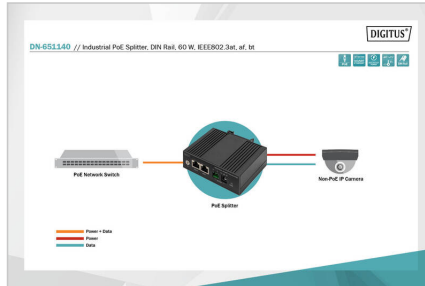 DIGITUS®
DN-651140 // Industrial PoE Splitter, DIN Rail, 60 W, IEEE802.3at, af, bt
PoE Network Switch
PoE Splitter
Non-PoE IP Camera
Power + Data
Power
Data